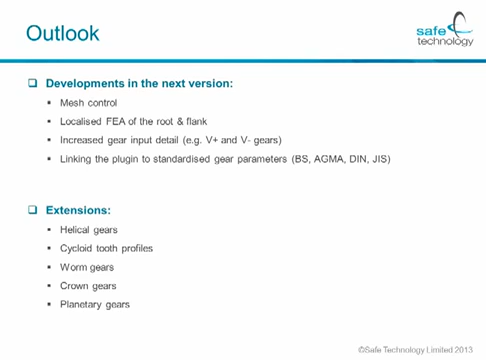 Outlook
safe
technology
Developments in the next version:
Mesh control
Localised FEA of the root & flank
Increased gear input detail (e.g. V+ and V- gears)
Linking the plugin to standardised gear parameters (BS, AGMA, DIN, JIS)
Extensions:
Helical gears
Cycloid tooth profiles
Worm gears
Crown gears
Planetary gears
©Safe Technology Limited 2013